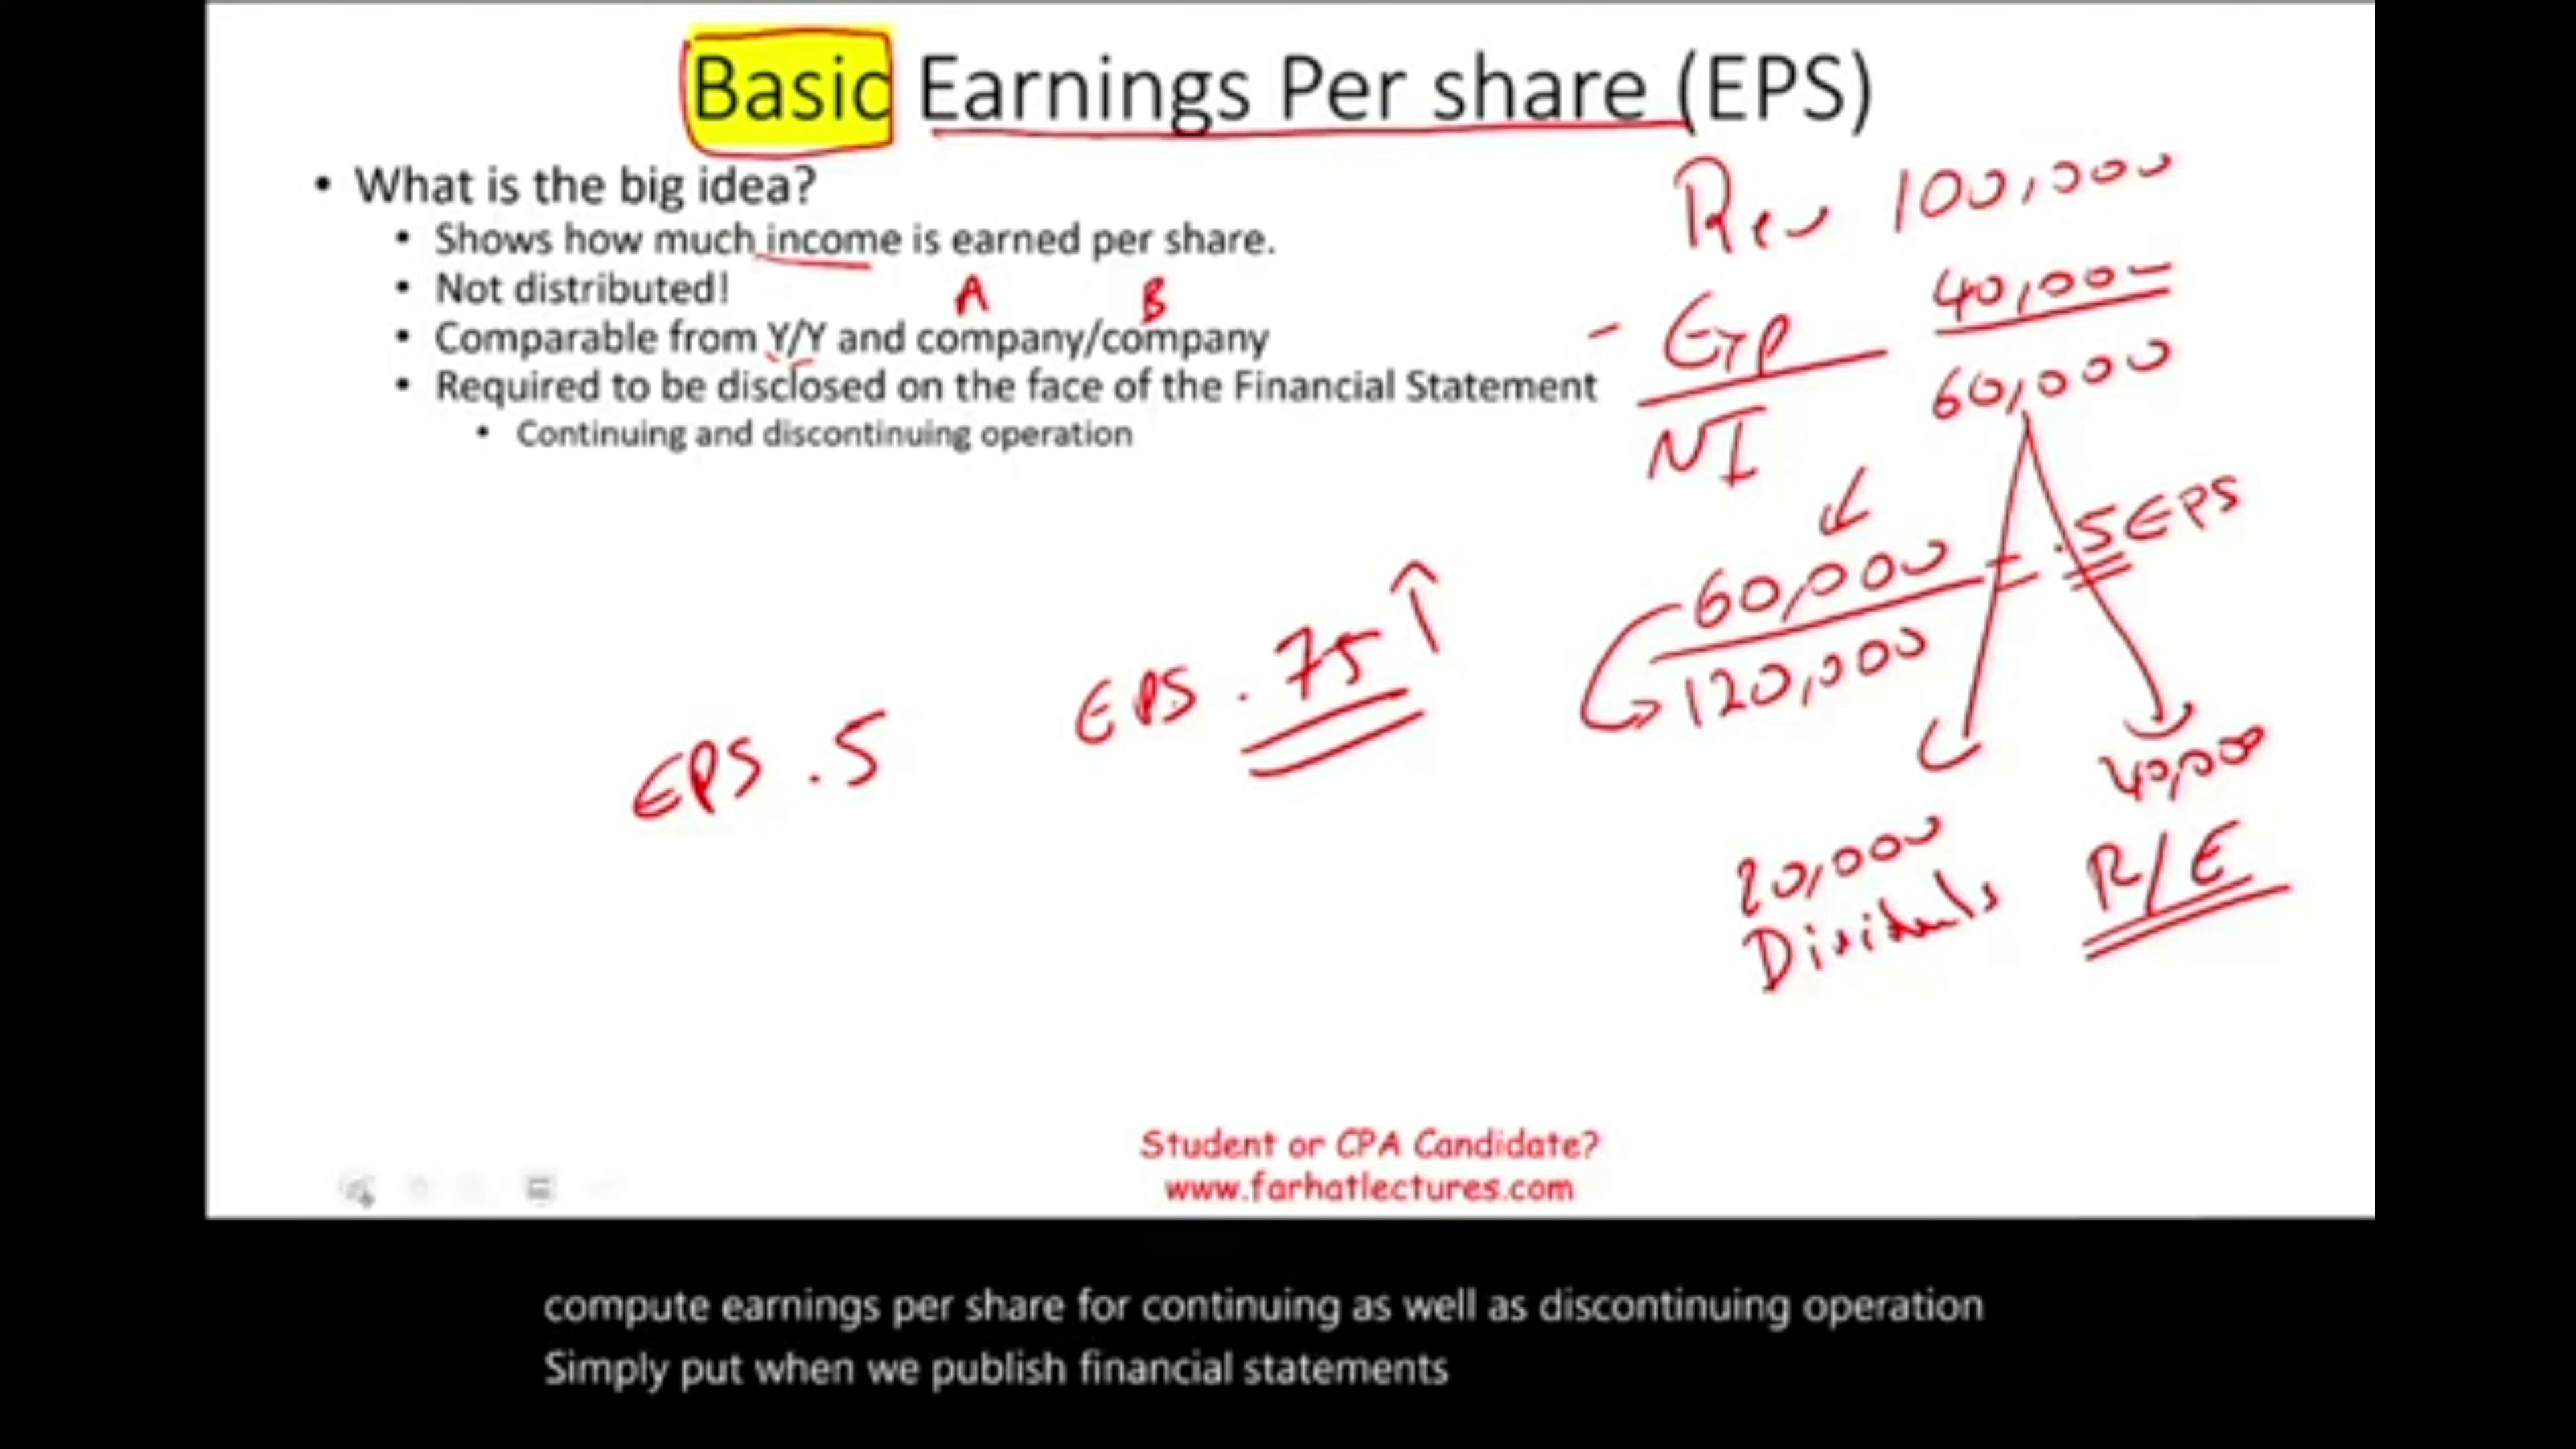 Basic Earnings Per share (EPS)
• What is the big idea?
• Shows how much income is earned per share.
• Not distributed!
A B
• Comparable from Y/Y and company/company
• Required to be disclosed on the face of the Financial Statement
• Continuing and discontinuing operation
Rev 100,000
- Exp 40,000
NI 60,000
60,000 = .5 EPS
120,000
EPS .75
EPS .5
20,000
Dividends
40,000
R/E
Student or CPA Candidate?
www.farhatlectures.com
compute earnings per share for continuing as well as discontinuing operation
Simply put when we publish financial statements